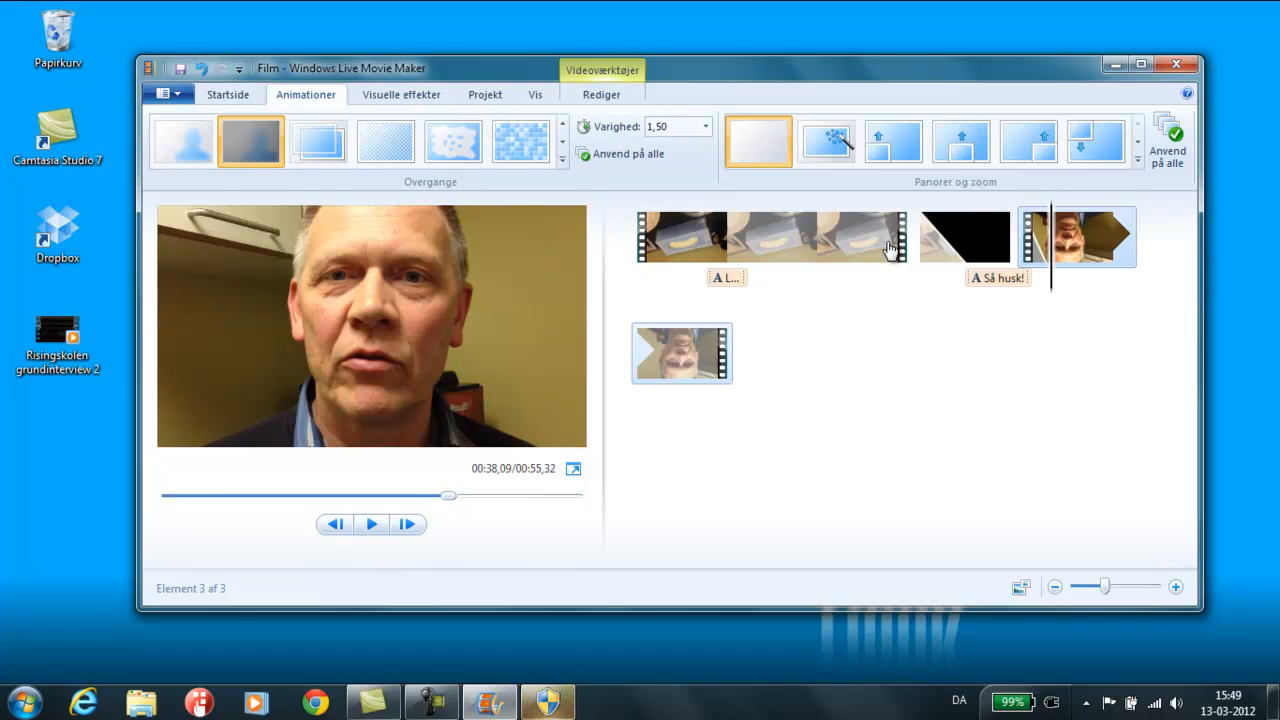 Papirkurv
Camtasia Studio 7
Dropbox
Risingskolen
grundinterview 2
Film - Windows Live Movie Maker
Videoværktøjer
Startside
Animationer
Visuelle effekter
Projekt
Vis
Rediger
Varighed: 1,50
Anvend på alle
Overgange
Anvend
på alle
Panorer og zoom
A L...
A Så husk!
00:38,09/00:55,32
Element 3 af 3
DA
99%
15:49
13-03-2012